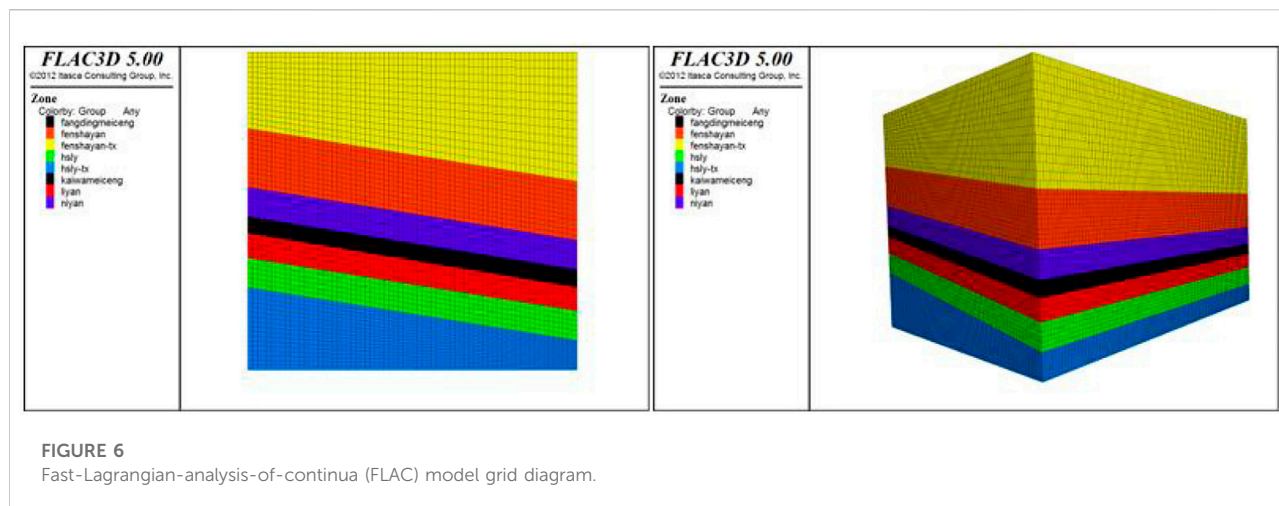 FLAC3D 5.00
©2012 Itasca Consulting Group, Inc.
Zone
Colorby: Group Any
fangdingmeiceng
fenshayan
fenshayan-tx
hsly
hsly-tx
kaiwameiceng
liyan
niyan
FLAC3D 5.00
©2012 Itasca Consulting Group, Inc.
Zone
Colorby: Group Any
fangdingmeiceng
fenshayan
fenshayan-tx
hsly
hsly-tx
kaiwameiceng
liyan
niyan
FIGURE 6
Fast-Lagrangian-analysis-of-continua (FLAC) model grid diagram.